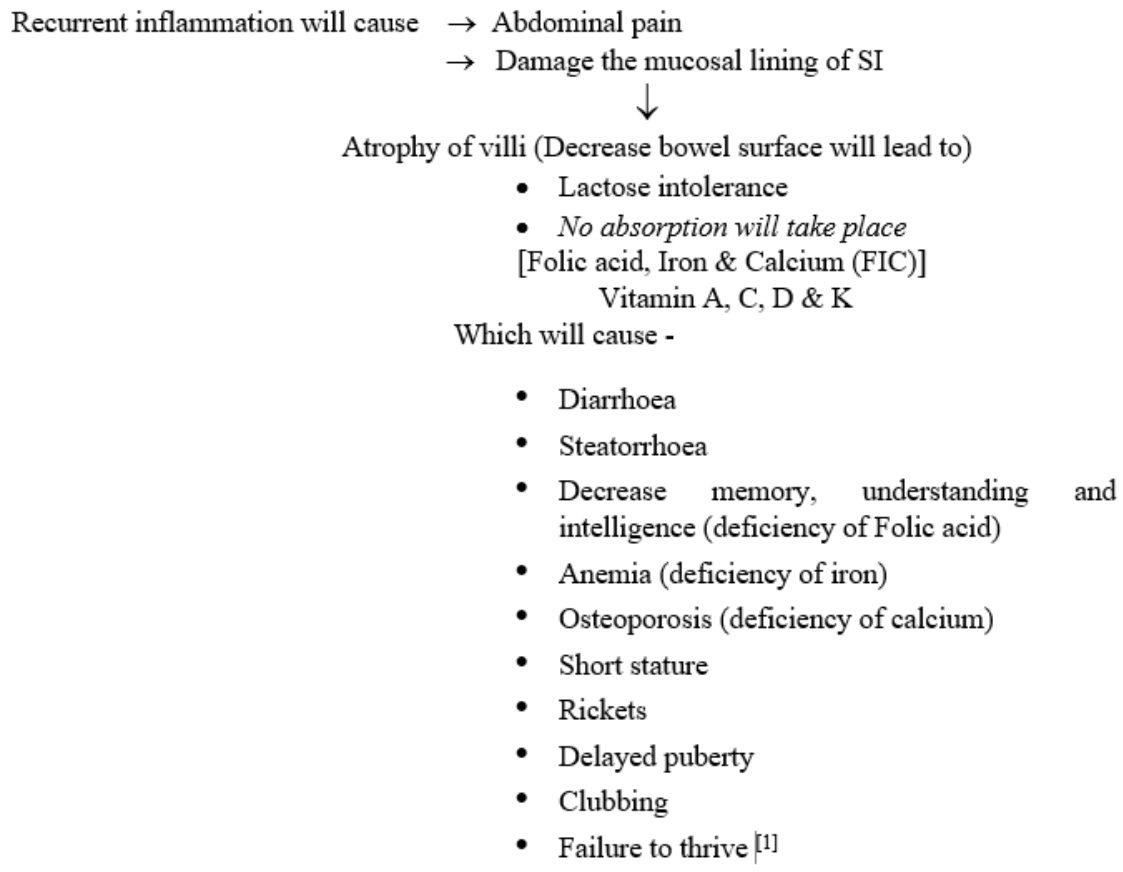 Recurrent inflammation will cause → Abdominal pain
→ Damage the mucosal lining of SI
↓
Atrophy of villi (Decrease bowel surface will lead to)
• Lactose intolerance
• No absorption will take place
[Folic acid, Iron & Calcium (FIC)]
Vitamin A, C, D & K
Which will cause -
• Diarrhoea
• Steatorrhoea
• Decrease memory, understanding and
intelligence (deficiency of Folic acid)
• Anemia (deficiency of iron)
• Osteoporosis (deficiency of calcium)
• Short stature
• Rickets
• Delayed puberty
• Clubbing
• Failure to thrive [1]